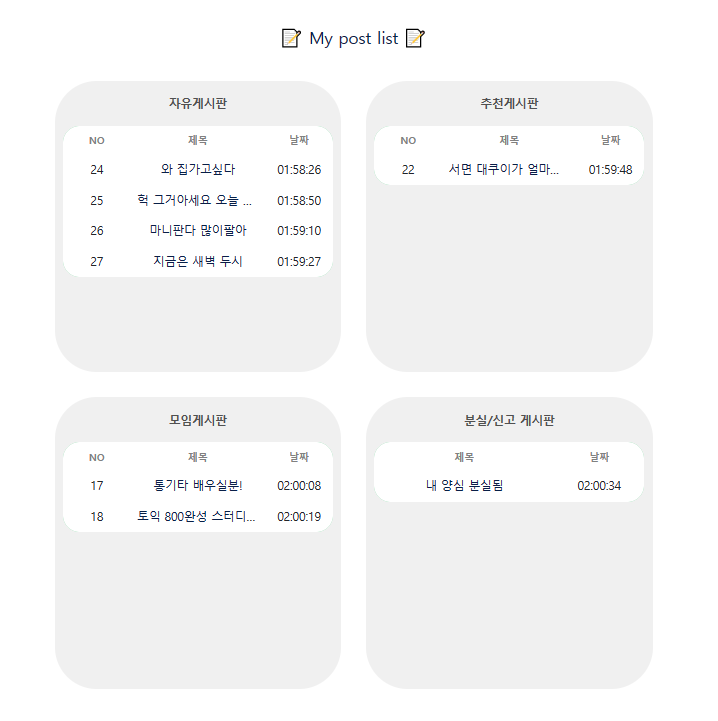 📝 My post list 📝
자유게시판
NO 제목 날짜
24 와 집가고싶다 01:58:26
25 헉 그거아세요 오늘 ... 01:58:50
26 마니판다 많이팔아 01:59:10
27 지금은 새벽 두시 01:59:27
추천게시판
NO 제목 날짜
22 서면 대쿠이가 얼마... 01:59:48
모임게시판
NO 제목 날짜
17 통기타 배우실분! 02:00:08
18 토익 800완성 스터디... 02:00:19
분실/신고 게시판
제목 날짜
내 양심 분실됨 02:00:34